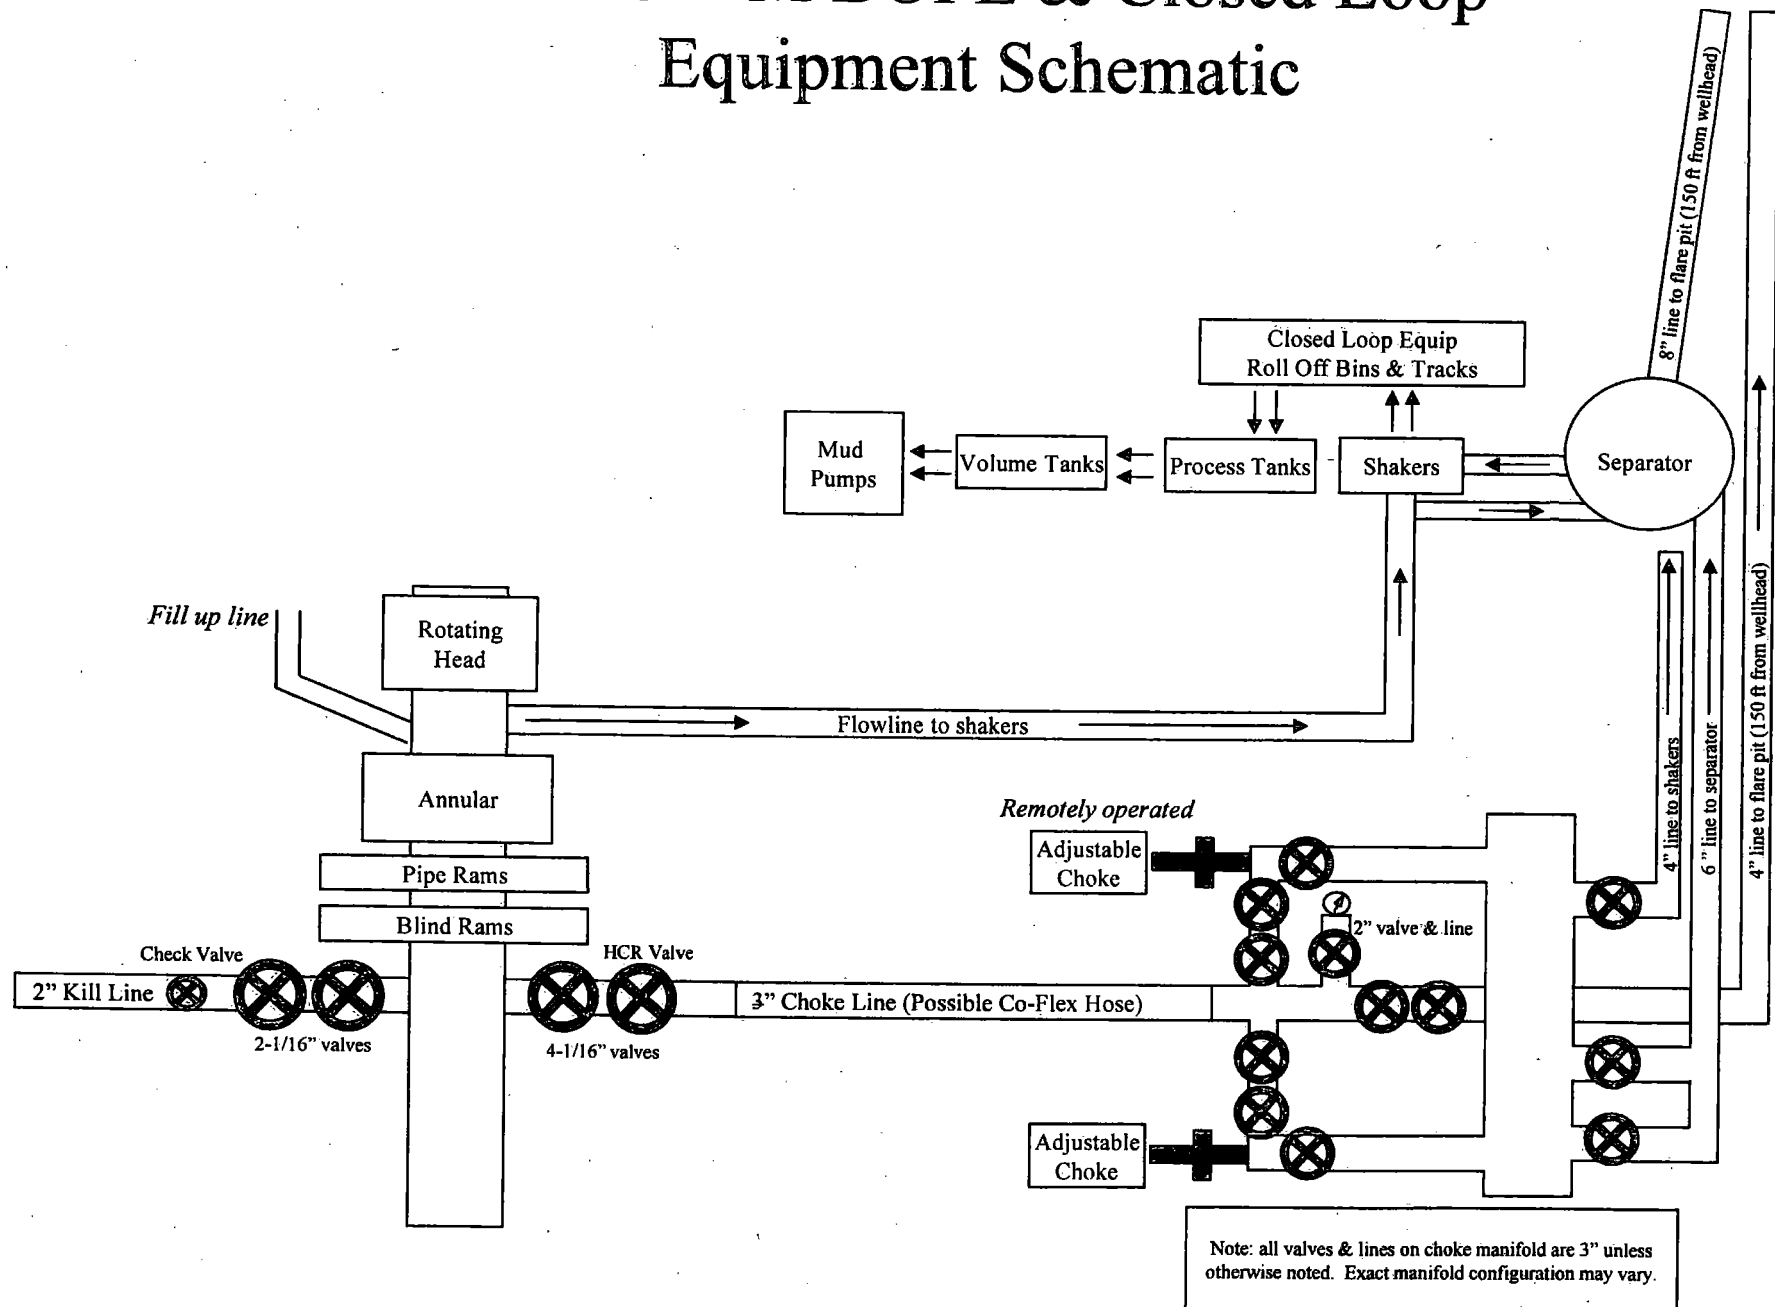 & Closed Loop
Equipment Schematic
8” line to flare pit (150 ft from wellhead)
Closed Loop Equip
Roll Off Bins & Tracks
Mud
Pumps
Volume Tanks
Process Tanks
Shakers
Separator
Fill up line
Rotating
Head
Flowline to shakers
Annular
Pipe Rams
Blind Rams
Remotely operated
Adjustable
Choke
2” valve & line
4” line to shakers
6 ” line to separator
4” line to flare pit (150 ft from wellhead)
Check Valve
HCR Valve
2” Kill Line
3” Choke Line (Possible Co-Flex Hose)
2-1/16” valves
4-1/16” valves
Adjustable
Choke
Note: all valves & lines on choke manifold are 3” unless
otherwise noted. Exact manifold configuration may vary.